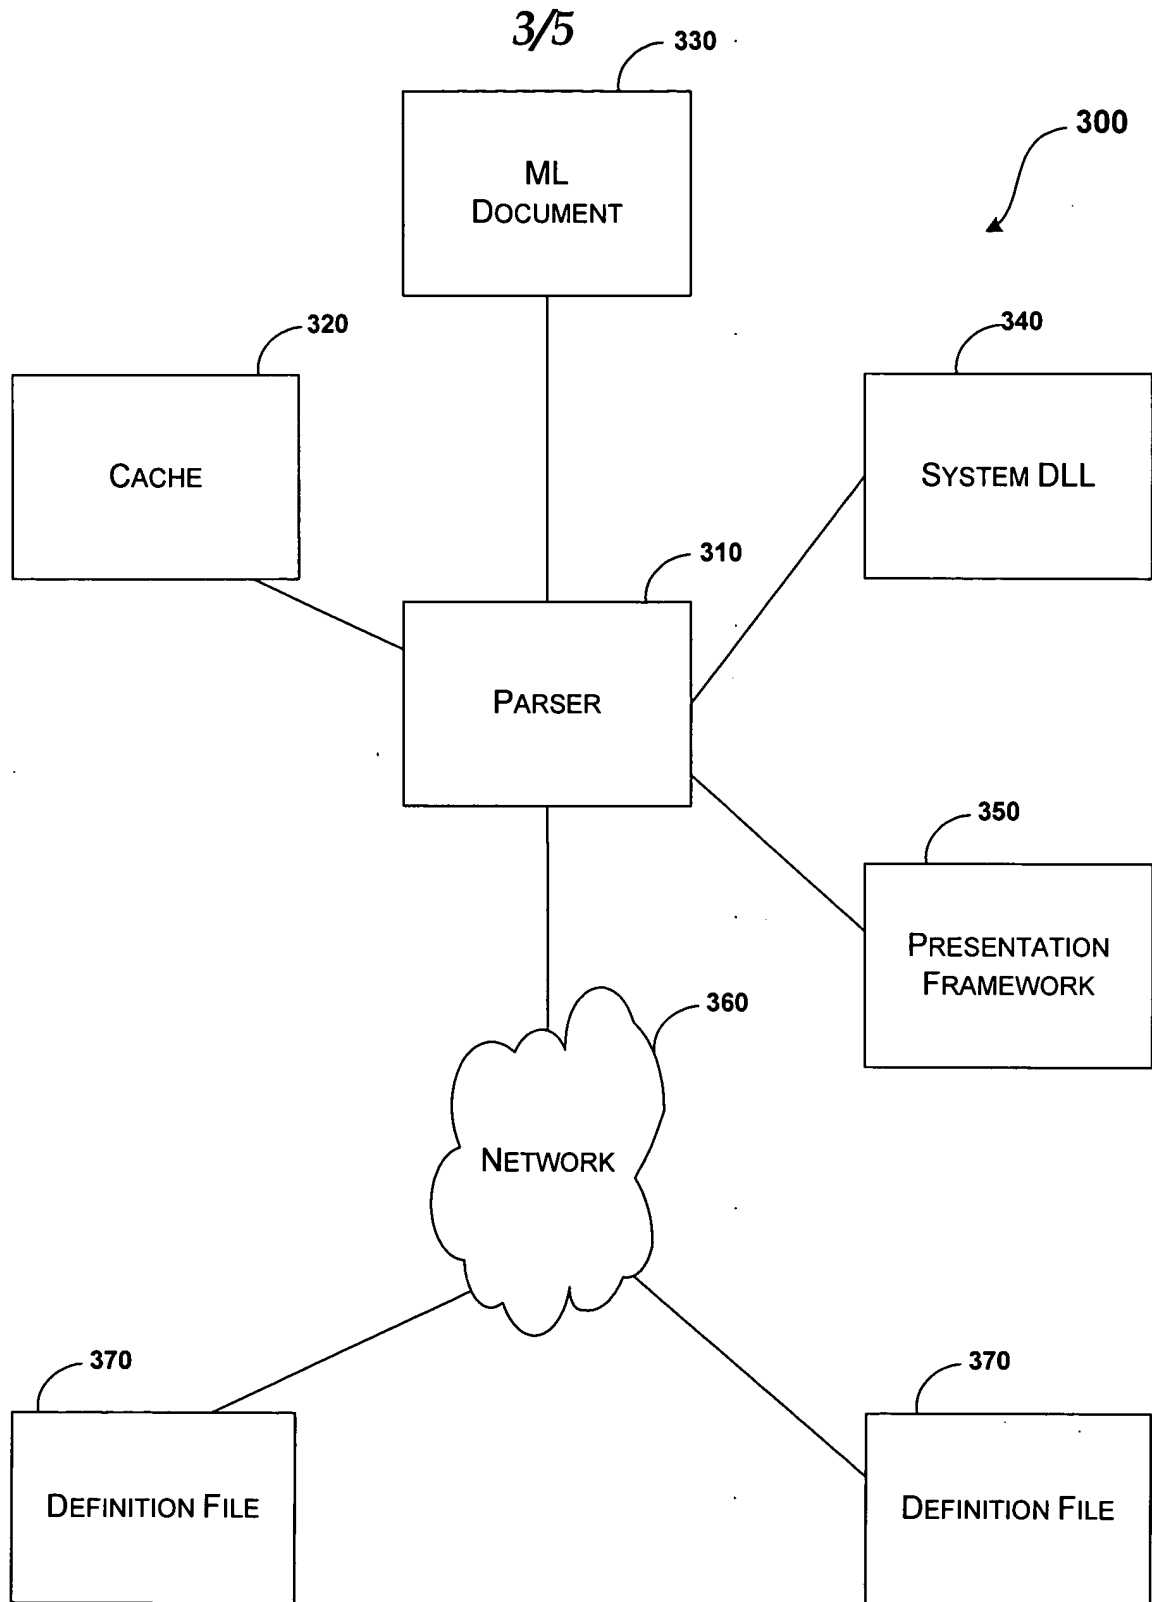 3/5
330
300
ML
DOCUMENT
320
340
CACHE
SYSTEM DLL
310
PARSER
350
PRESENTATION
FRAMEWORK
360
NETWORK
370
370
DEFINITION FILE
DEFINITION FILE